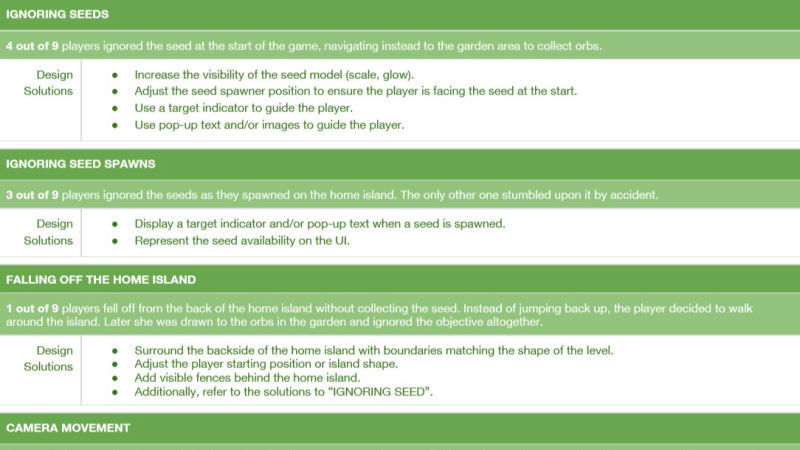 IGNORING SEEDS
4 out of 9 players ignored the seed at the start of the game, navigating instead to the garden area to collect orbs.
Design
Solutions
● Increase the visibility of the seed model (scale, glow).
● Adjust the seed spawner position to ensure the player is facing the seed at the start.
● Use a target indicator to guide the player.
● Use pop-up text and/or images to guide the player.
IGNORING SEED SPAWNS
3 out of 9 players ignored the seeds as they spawned on the home island. The only other one stumbled upon it by accident.
Design
Solutions
● Display a target indicator and/or pop-up text when a seed is spawned.
● Represent the seed availability on the UI.
FALLING OFF THE HOME ISLAND
1 out of 9 players fell off from the back of the home island without collecting the seed. Instead of jumping back up, the player decided to walk
around the island. Later she was drawn to the orbs in the garden and ignored the objective altogether.
Design
Solutions
● Surround the backside of the home island with boundaries matching the shape of the level.
● Adjust the player starting position or island shape.
● Add visible fences behind the home island.
● Additionally, refer to the solutions to “IGNORING SEED”.
CAMERA MOVEMENT